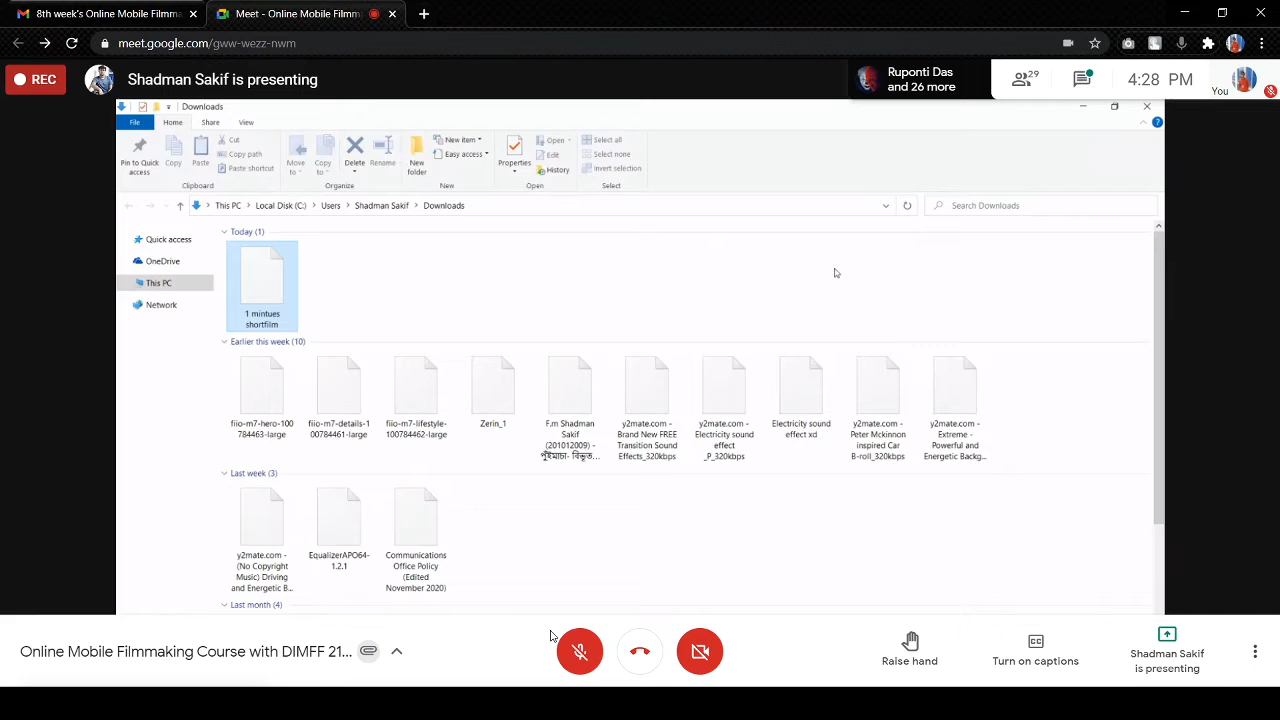 8th week's Online Mobile Filmma
Meet - Online Mobile Filmm
meet.google.com/gww-wezz-nwm
REC
Shadman Sakif is presenting
Ruponti Das
and 26 more
29
4:28 PM
You
Downloads
File
Home
Share
View
Pin to Quick
access
Copy
Paste
Cut
Copy path
Paste shortcut
Clipboard
Move
to
Copy
to
Delete
Rename
Organize
New
folder
New item
Easy access
New
Properties
Open
Edit
History
Open
Select all
Select none
Invert selection
Select
This PC
Local Disk (C:)
Users
Shadman Sakif
Downloads
Search Downloads
Quick access
OneDrive
This PC
Network
Today (1)
1 mintues
shortfilm
Earlier this week (10)
fiio-m7-hero-100
784463-large
fiio-m7-details-1
00784461-large
fiio-m7-lifestyle-
100784462-large
Zerin_1
F.m Shadman
Sakif
(201012009) -
পুঁইমাচা- বিভূত...
y2mate.com -
Brand New FREE
Transition Sound
Effects_320kbps
y2mate.com -
Electricity sound
effect
_P_320kbps
Electricity sound
effect xd
y2mate.com -
Peter Mckinnon
inspired Car
B-roll_320kbps
y2mate.com -
Extreme -
Powerful and
Energetic Backg...
Last week (3)
y2mate.com -
(No Copyright
Music) Driving
and Energetic B...
EqualizerAPO64-
1.2.1
Communications
Office Policy
(Edited
November 2020)
Last month (4)
Online Mobile Filmmaking Course with DIMFF 21...
Raise hand
Turn on captions
Shadman Sakif
is presenting